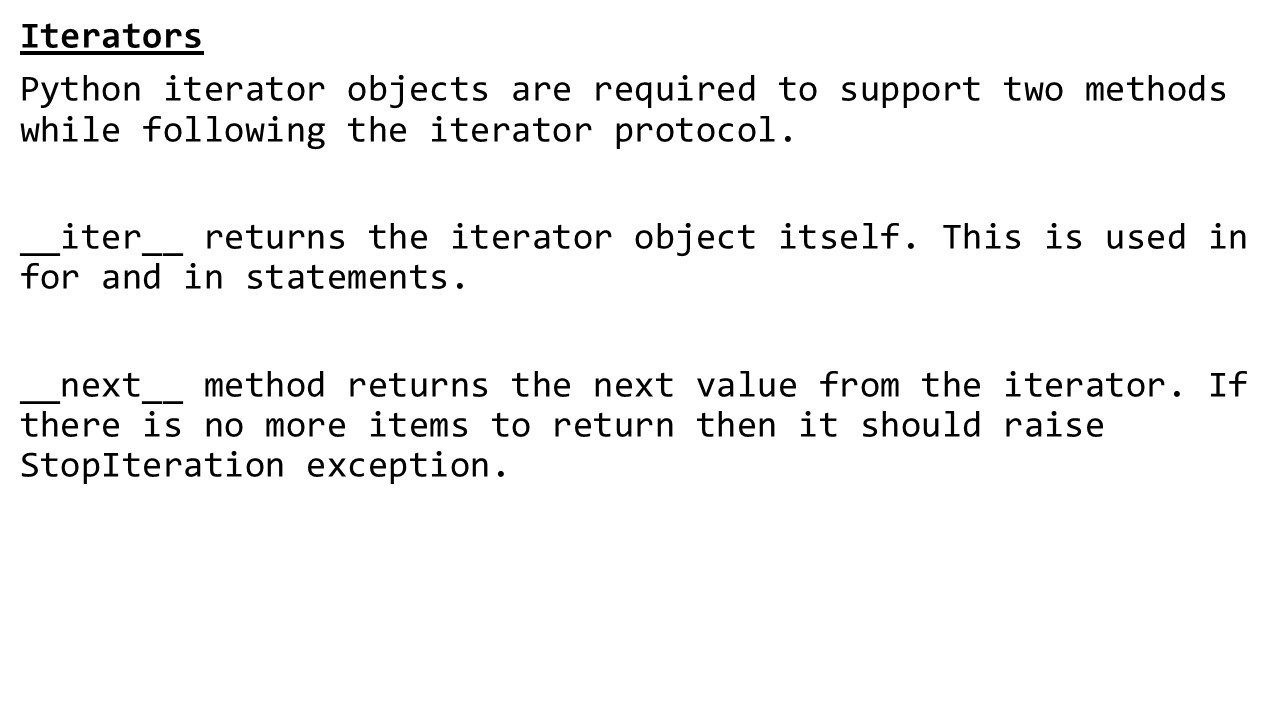 Iterators
Python iterator objects are required to support two methods
while following the iterator protocol.
__iter__ returns the iterator object itself. This is used in
for and in statements.
__next__ method returns the next value from the iterator. If
there is no more items to return then it should raise
StopIteration exception.